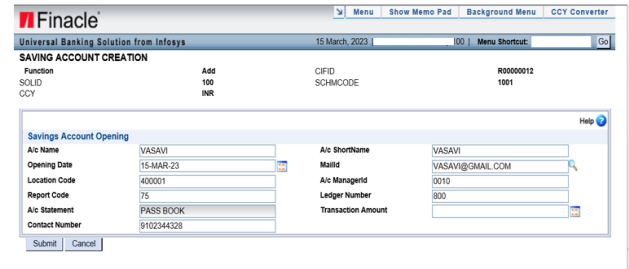 Finacle
Menu Show Memo Pad Background Menu CCY Converter
Universal Banking Solution from Infosys 15 March, 2023 | 00 | Menu Shortcut: Go
SAVING ACCOUNT CREATION
Function Add CIFID R00000012
SOLID 100 SCHMCODE 1001
CCY INR
Help ?
Savings Account Opening
A/c Name VASAVI A/c ShortName VASAVI
Opening Date 15-MAR-23 MailId VASAVI@GMAIL.COM
Location Code 400001 A/c ManagerId 0010
Report Code 75 Ledger Number 800
A/c Statement PASS BOOK Transaction Amount
Contact Number 9102344328
Submit Cancel